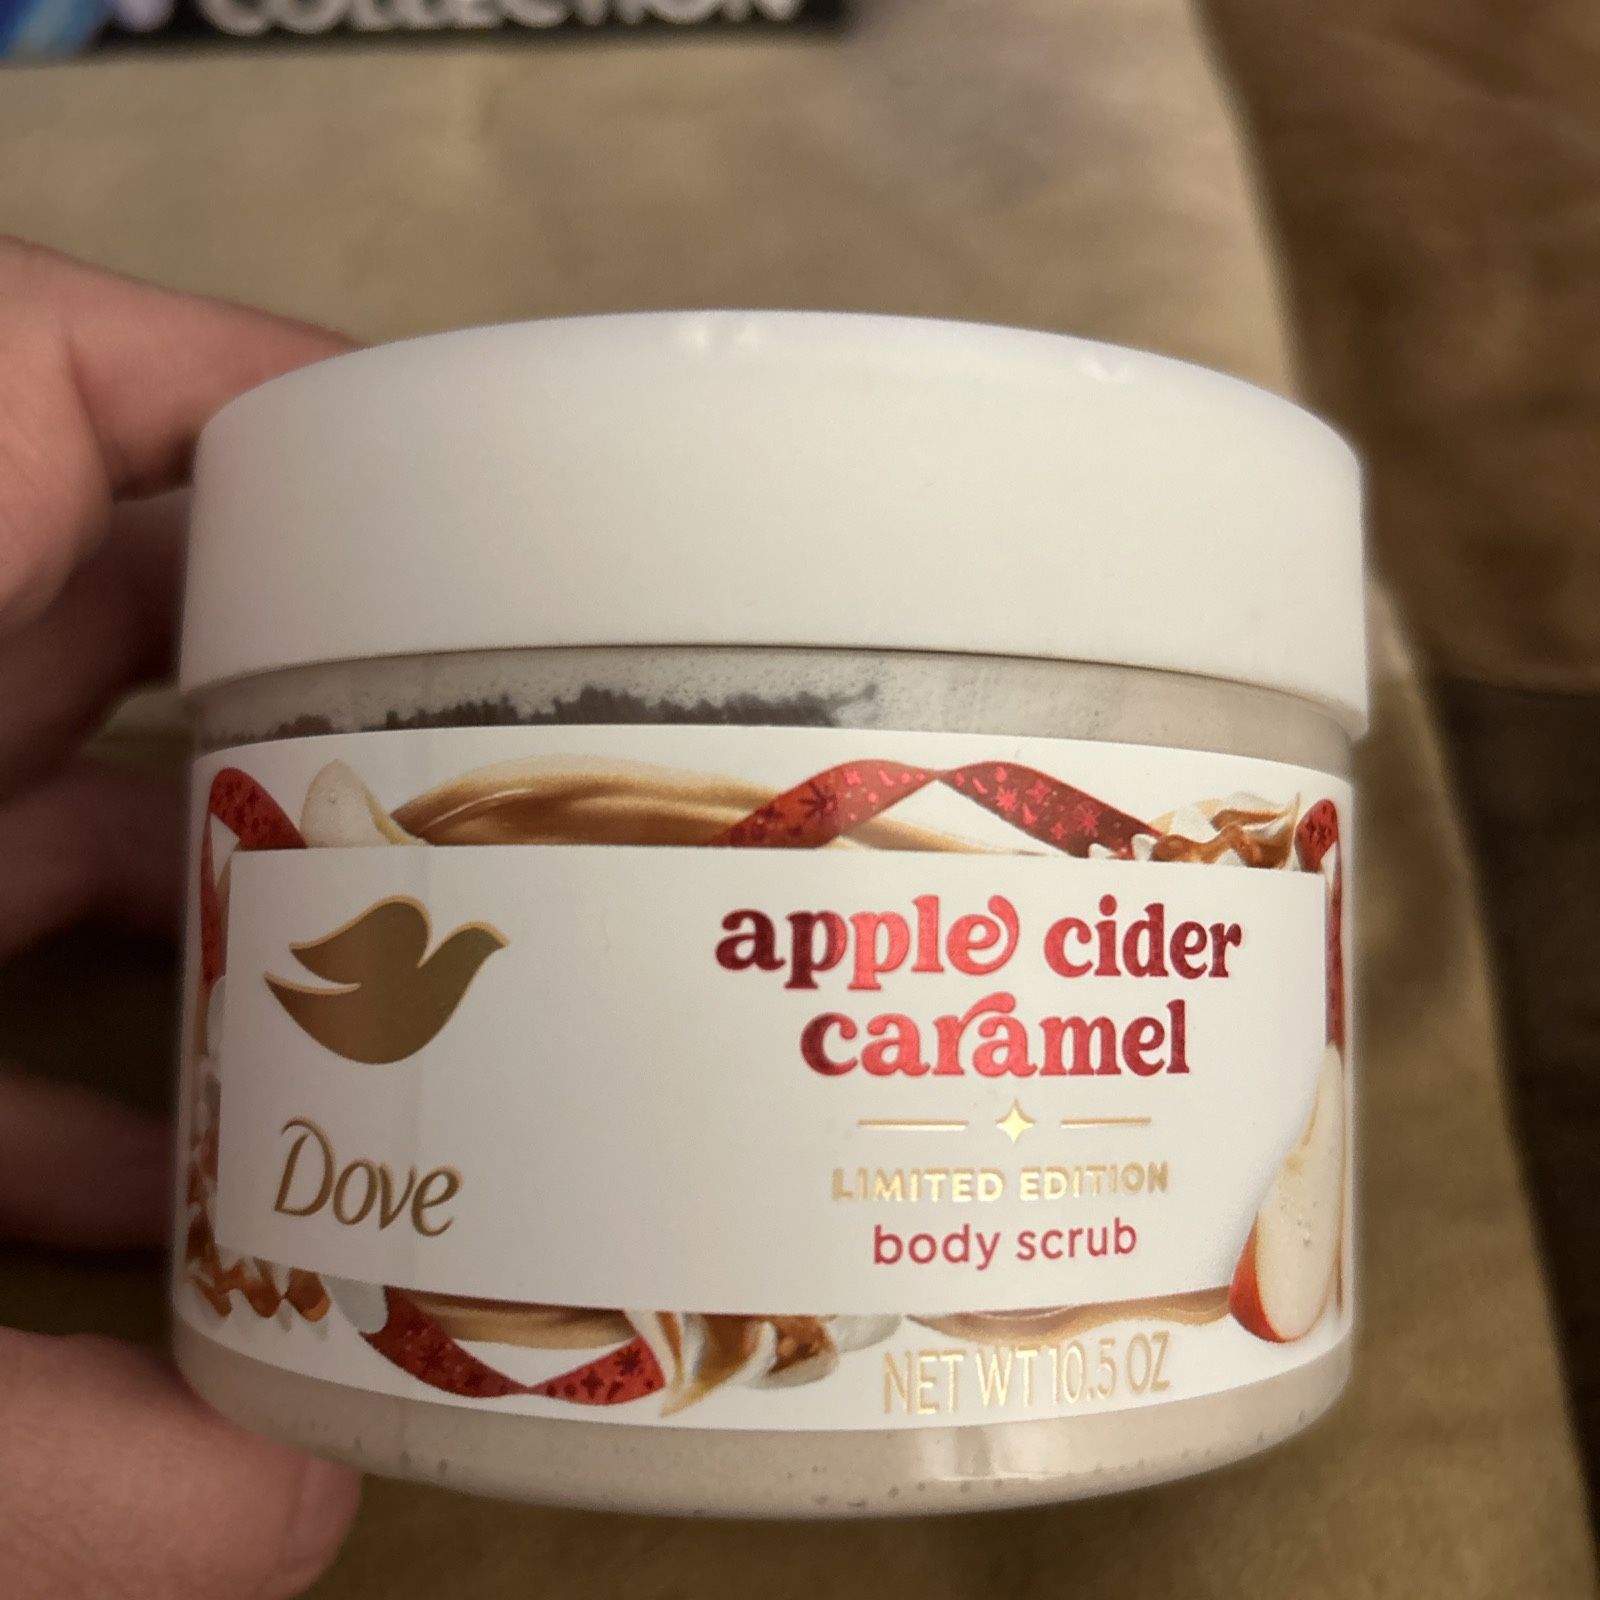 COLLECTION
Dove
apple cider
caramel
LIMITED EDITION
body scrub
NET WT 10.5 OZ